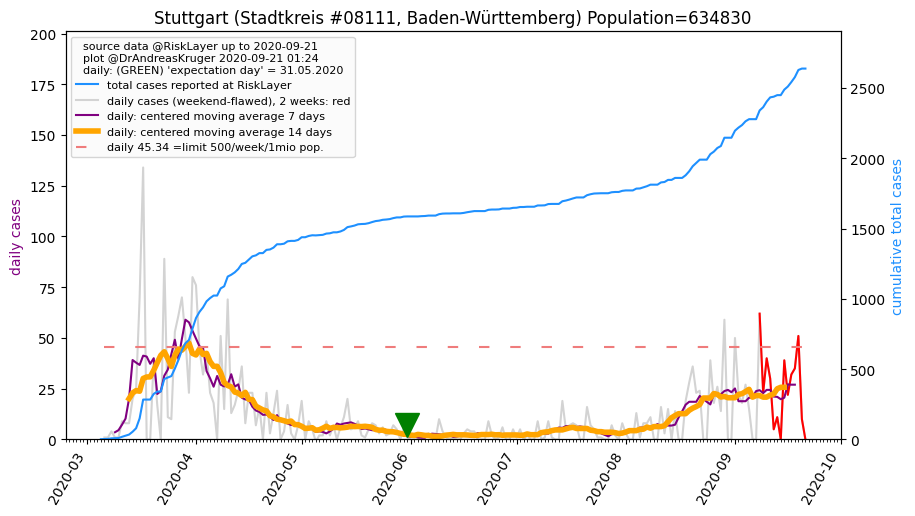 Stuttgart (Stadtkreis #08111, Baden-Württemberg) Population=634830
source data @RiskLayer up to 2020-09-21
plot @DrAndreasKruger 2020-09-21 01:24
daily: (GREEN) 'expectation day' = 31.05.2020
total cases reported at RiskLayer
daily cases (weekend-flawed), 2 weeks: red
daily: centered moving average 7 days
daily: centered moving average 14 days
daily 45.34 =limit 500/week/1mio pop.
daily cases
200
175
150
125
100
75
50
25
0
cumulative total cases
2500
2000
1500
1000
500
0
2020-03
2020-04
2020-05
2020-06
2020-07
2020-08
2020-09
2020-10